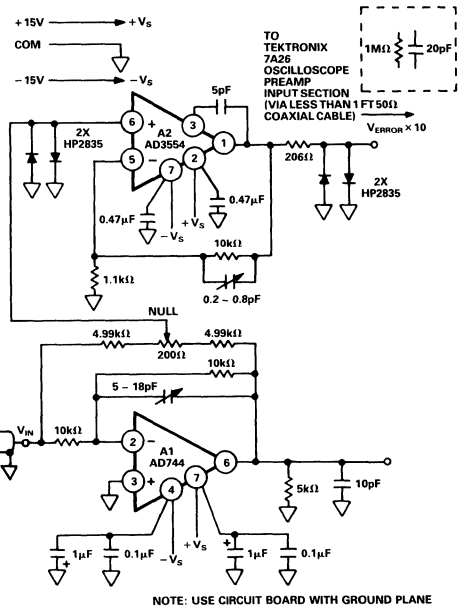 +15V +VS
COM
-15V -VS
TO
TEKTRONIX
7A26
OSCILLOSCOPE
PREAMP
INPUT SECTION
(VIA LESS THAN 1 FT 50Ω
COAXIAL CABLE)
1MΩ 20pF
VERROR × 10
5pF
2X
HP2835
6 + A2
AD3554
3
1
5 -
7
2
206Ω
2X
HP2835
0.47μF
-VS
+VS
0.47μF
10kΩ
0.2 ~ 0.8pF
1.1kΩ
NULL
4.99kΩ
200Ω
4.99kΩ
10kΩ
5 – 18pF
VIN
10kΩ
2 -
A1
AD744
6
3 +
4
7
5kΩ
10pF
1μF
+
0.1μF
-VS
+VS
+
1μF
0.1μF
NOTE: USE CIRCUIT BOARD WITH GROUND PLANE